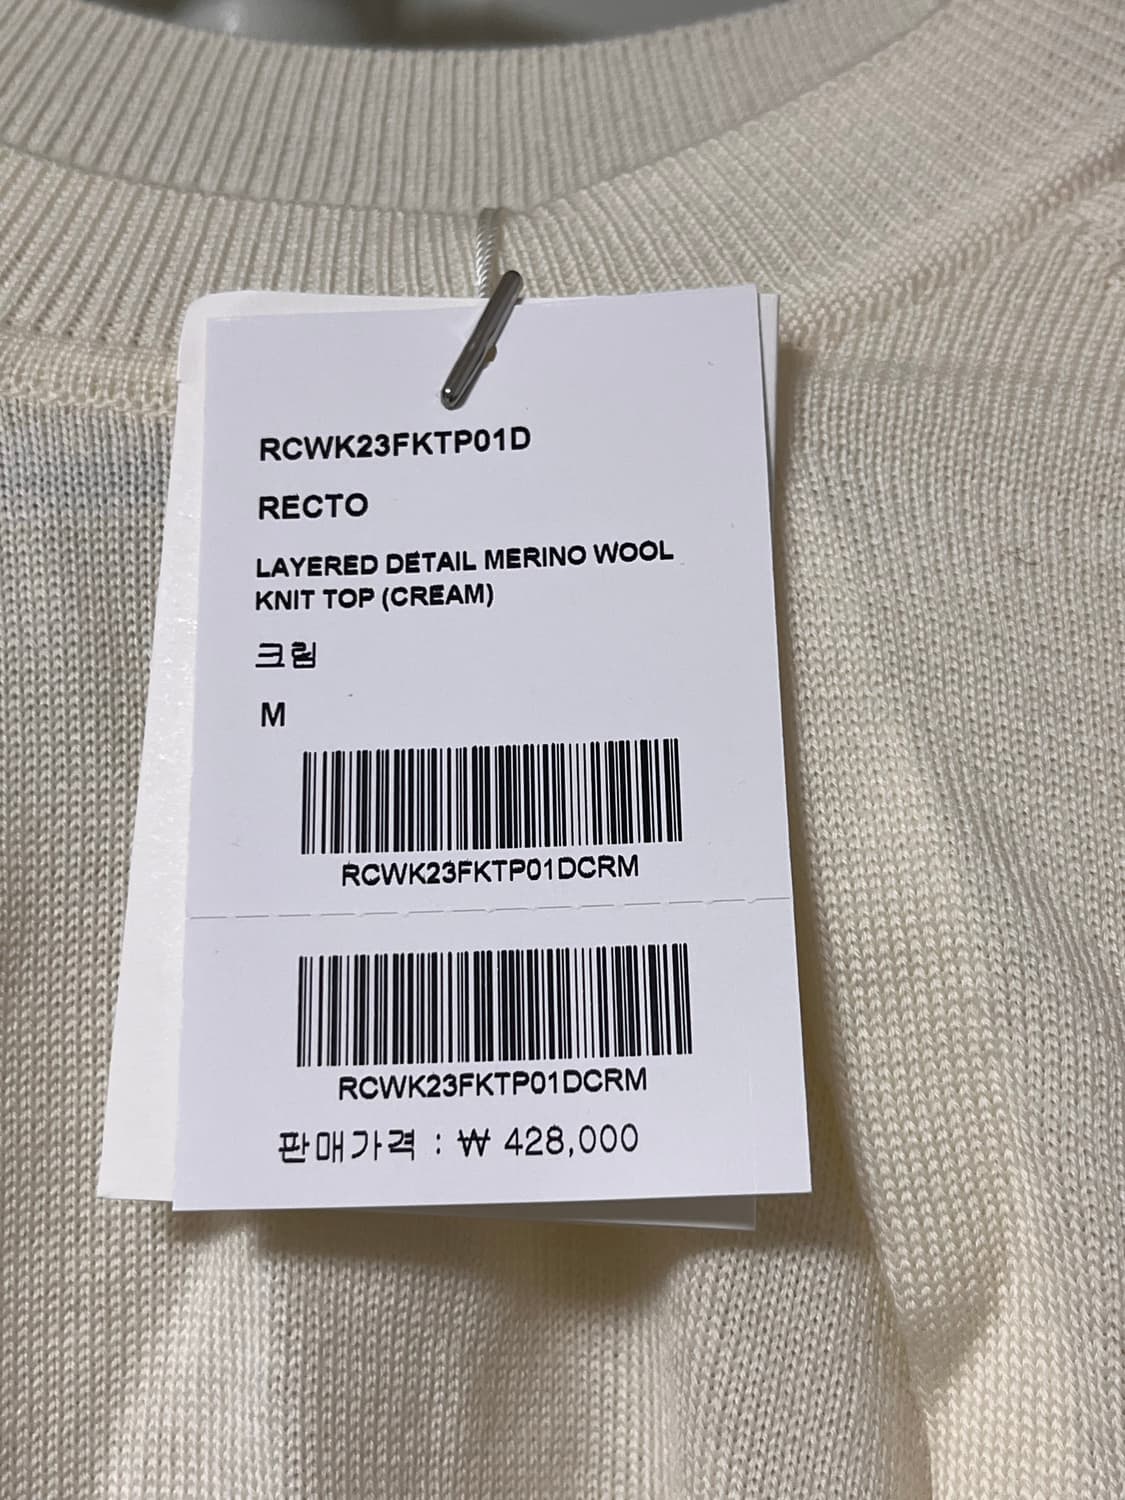 RCWK23FKTP01D
RECTO
LAYERED DETAIL MERINO WOOL
KNIT TOP (CREAM)
크림
M
RCWK23FKTP01DCRM
RCWK23FKTP01DCRM
판매가격 : ₩ 428,000